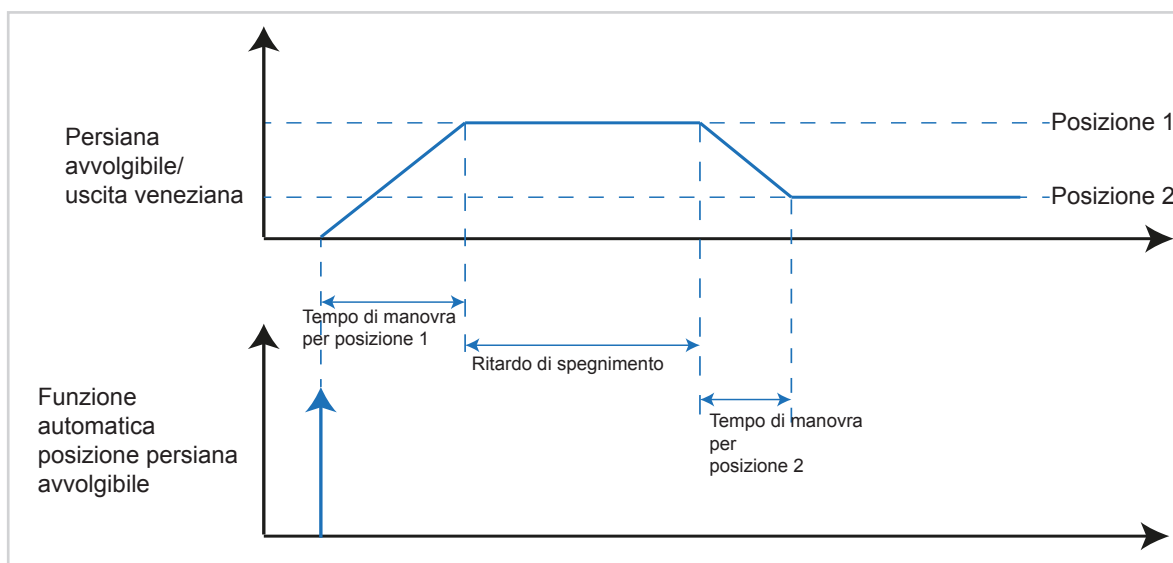 Persiana
avvolgibile/
uscita veneziana
Posizione 1
Posizione 2
Tempo di manovra
per posizione 1
Ritardo di spegnimento
Tempo di manovra
per
posizione 2
Funzione
automatica
posizione persiana
avvolgibile